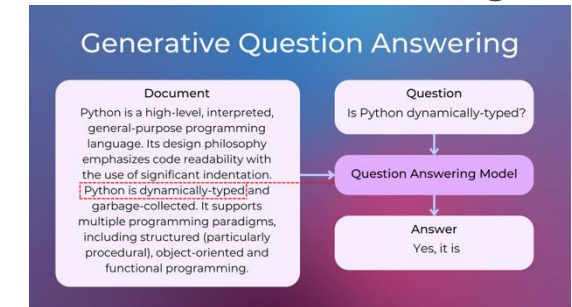 Generative Question Answering
Document
Python is a high-level, interpreted,
general-purpose programming
language. Its design philosophy
emphasizes code readability with
the use of significant indentation.
Python is dynamically-typed and
garbage-collected. It supports
multiple programming paradigms,
including structured (particularly
procedural), object-oriented and
functional programming.
Question
Is Python dynamically-typed?
Question Answering Model
Answer
Yes, it is